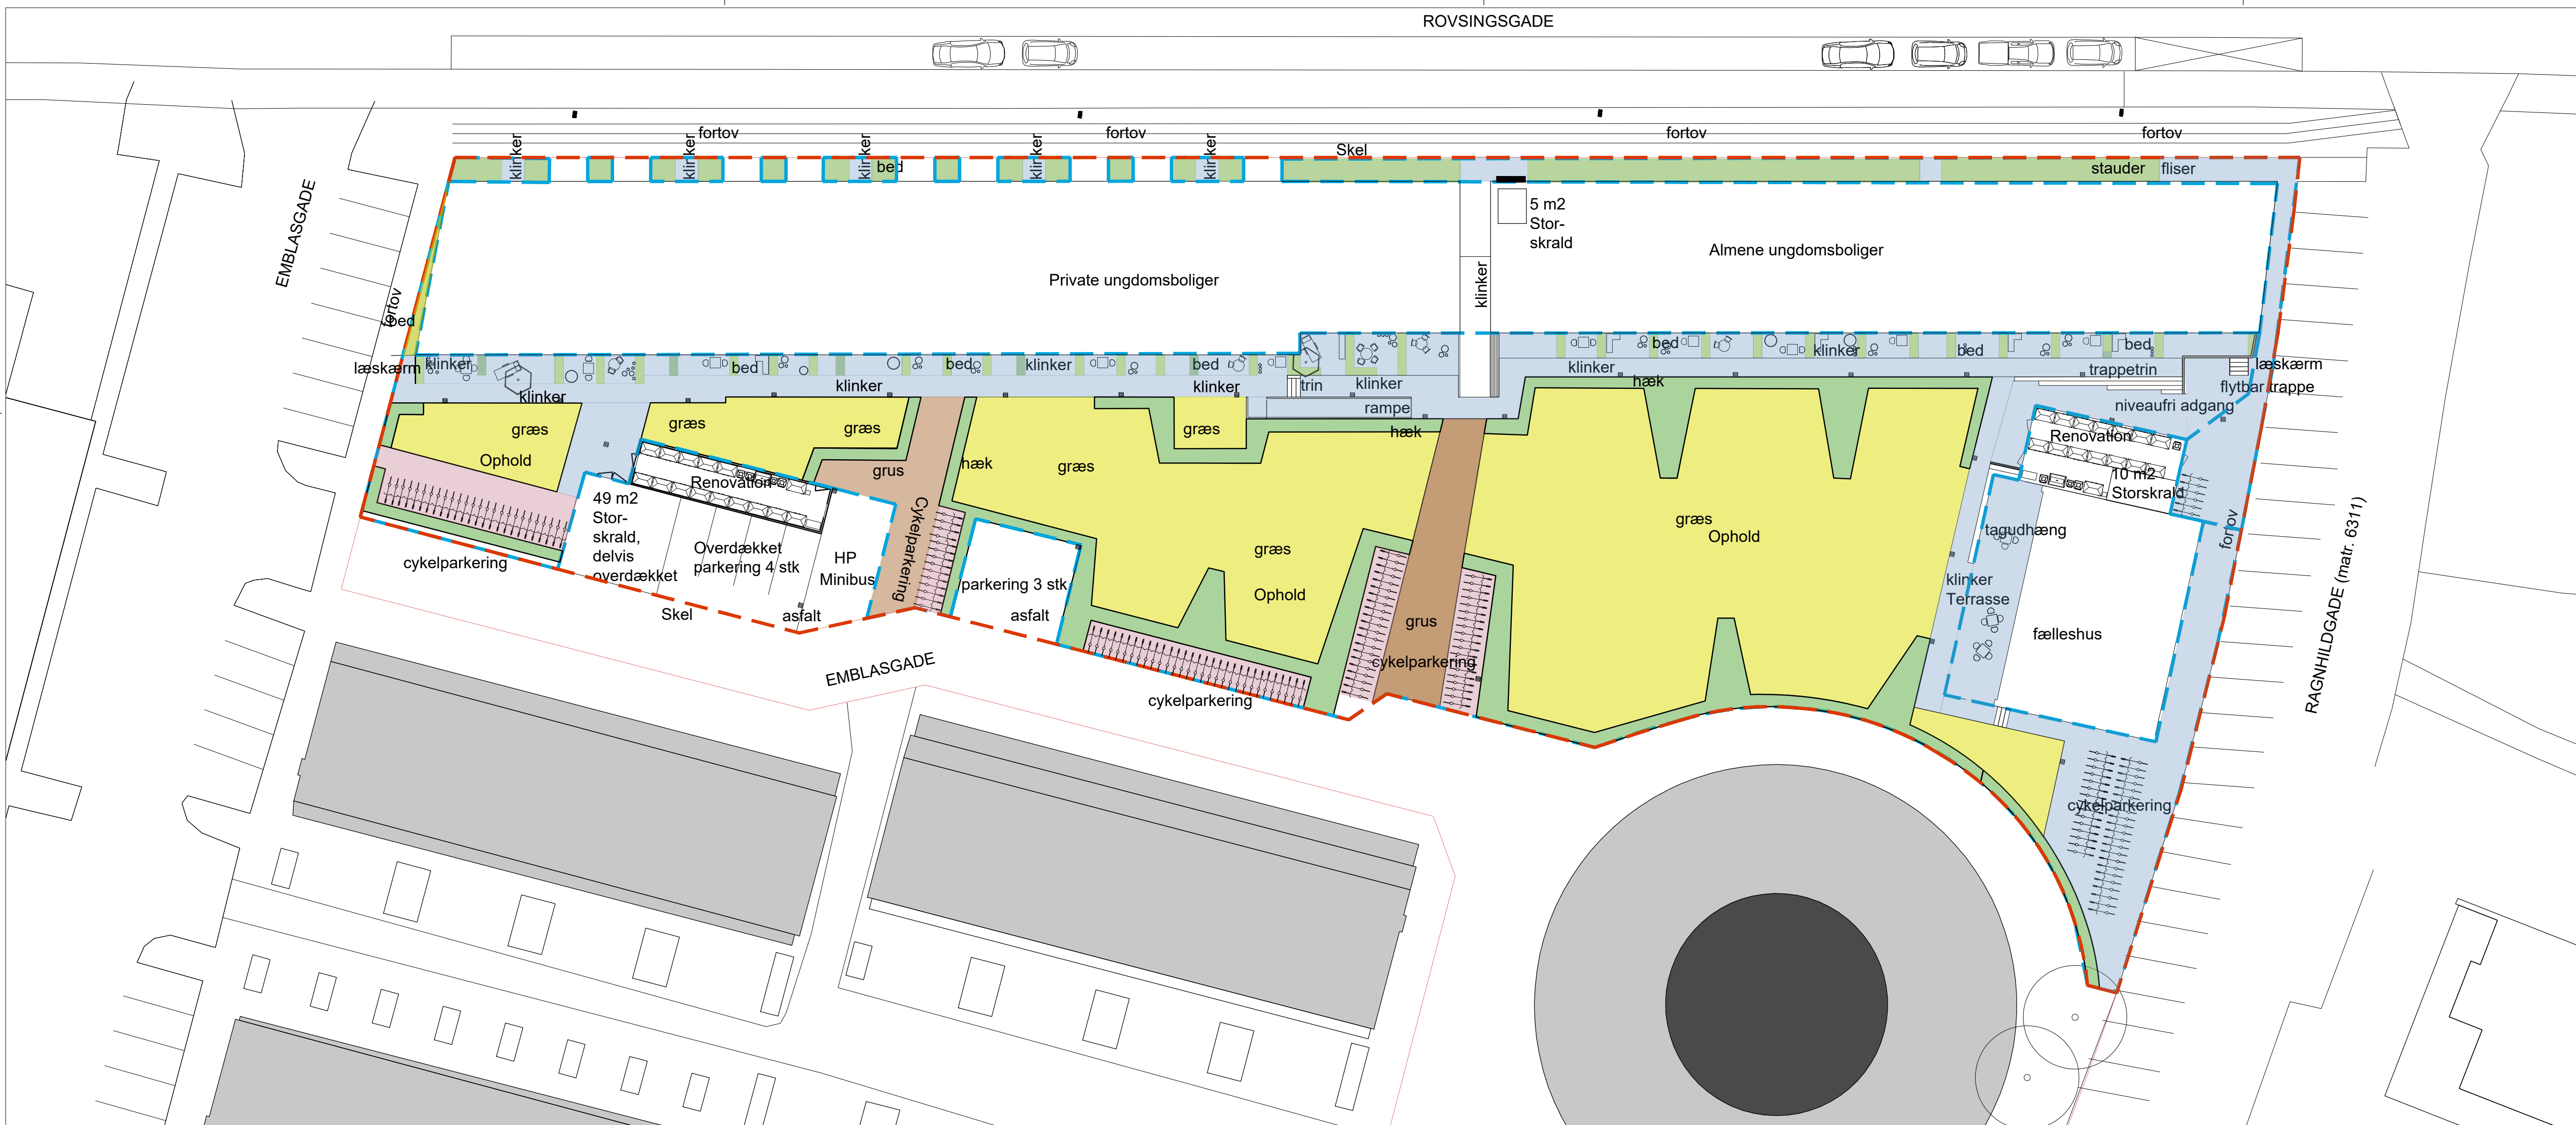 ROVSINGSGADE
fortov
fortov
fortov
fortov
klinker
klinker
klinker
klinker
klinker
Skel
bed
stauder
fliser
EMBLASGADE
5 m2
Stor-
skrald
Private ungdomsboliger
Almene ungdomsboliger
klinker
fortov
bed
læskærm
klinker
bed
bed
klinker
bed
bed
klinker
bed
bed
klinker
klinker
klinker
klinker
trin
klinker
rampe
hæk
trappetrin
læskærm
flytbar trappe
niveaufri adgang
græs
græs
græs
græs
hæk
Ophold
grus
hæk
græs
Renovation
Renovation
49 m2
Stor-
skrald,
delvis
overdækket
10 m2
Storskrald
Overdækket
parkering 4 stk
HP
Minibus
Cykelparkering
græs
Ophold
græs
Ophold
tagudhæng
fortov
cykelparkering
parkering 3 stk
asfalt
klinker
Terrasse
fælleshus
Skel
asfalt
grus
cykelparkering
EMBLASGADE
cykelparkering
RAGNHILDGADE (matr. 6311)
cykelparkering